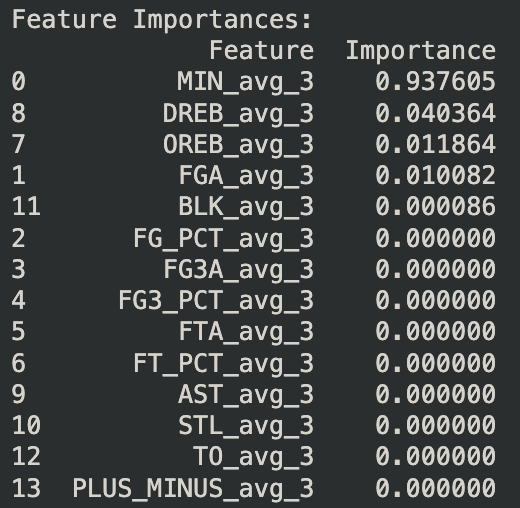 Feature Importances:
Feature Importance
0 MIN_avg_3 0.937605
8 DREB_avg_3 0.040364
7 OREB_avg_3 0.011864
1 FGA_avg_3 0.010082
11 BLK_avg_3 0.000086
2 FG_PCT_avg_3 0.000000
3 FG3A_avg_3 0.000000
4 FG3_PCT_avg_3 0.000000
5 FTA_avg_3 0.000000
6 FT_PCT_avg_3 0.000000
9 AST_avg_3 0.000000
10 STL_avg_3 0.000000
12 TO_avg_3 0.000000
13 PLUS_MINUS_avg_3 0.000000